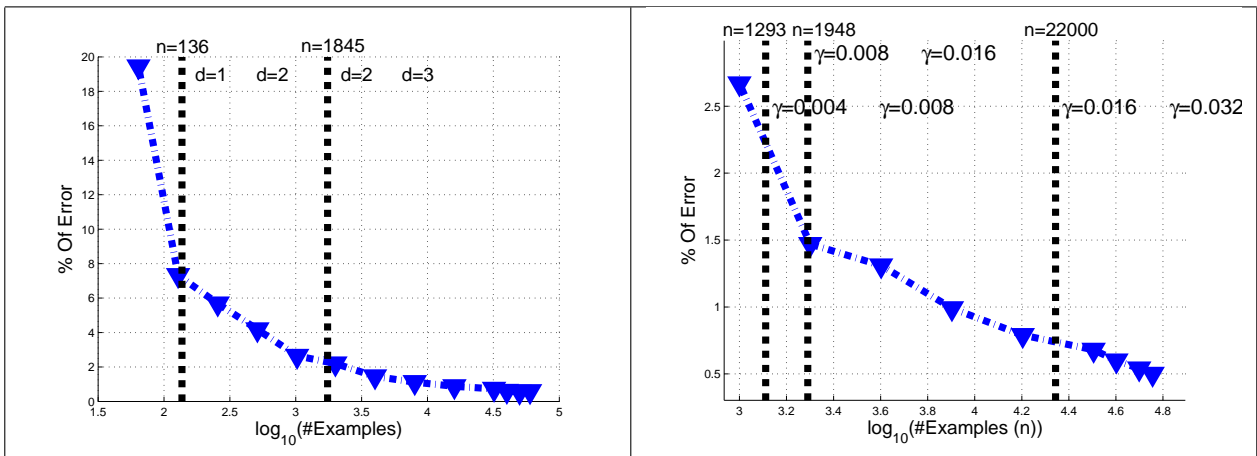 n=136 n=1845
d=1 d=2 d=2 d=3
20
18
16
14
12
10
8
6
4
2
0
% Of Error
1.5 2 2.5 3 3.5 4 4.5 5
log10(#Examples)
n=1293 n=1948 n=22000
γ=0.008 γ=0.016
γ=0.004 γ=0.008 γ=0.016 γ=0.032
2.5
2
1.5
1
0.5
% Of Error
3 3.2 3.4 3.6 3.8 4 4.2 4.4 4.6 4.8
log10(#Examples (n))